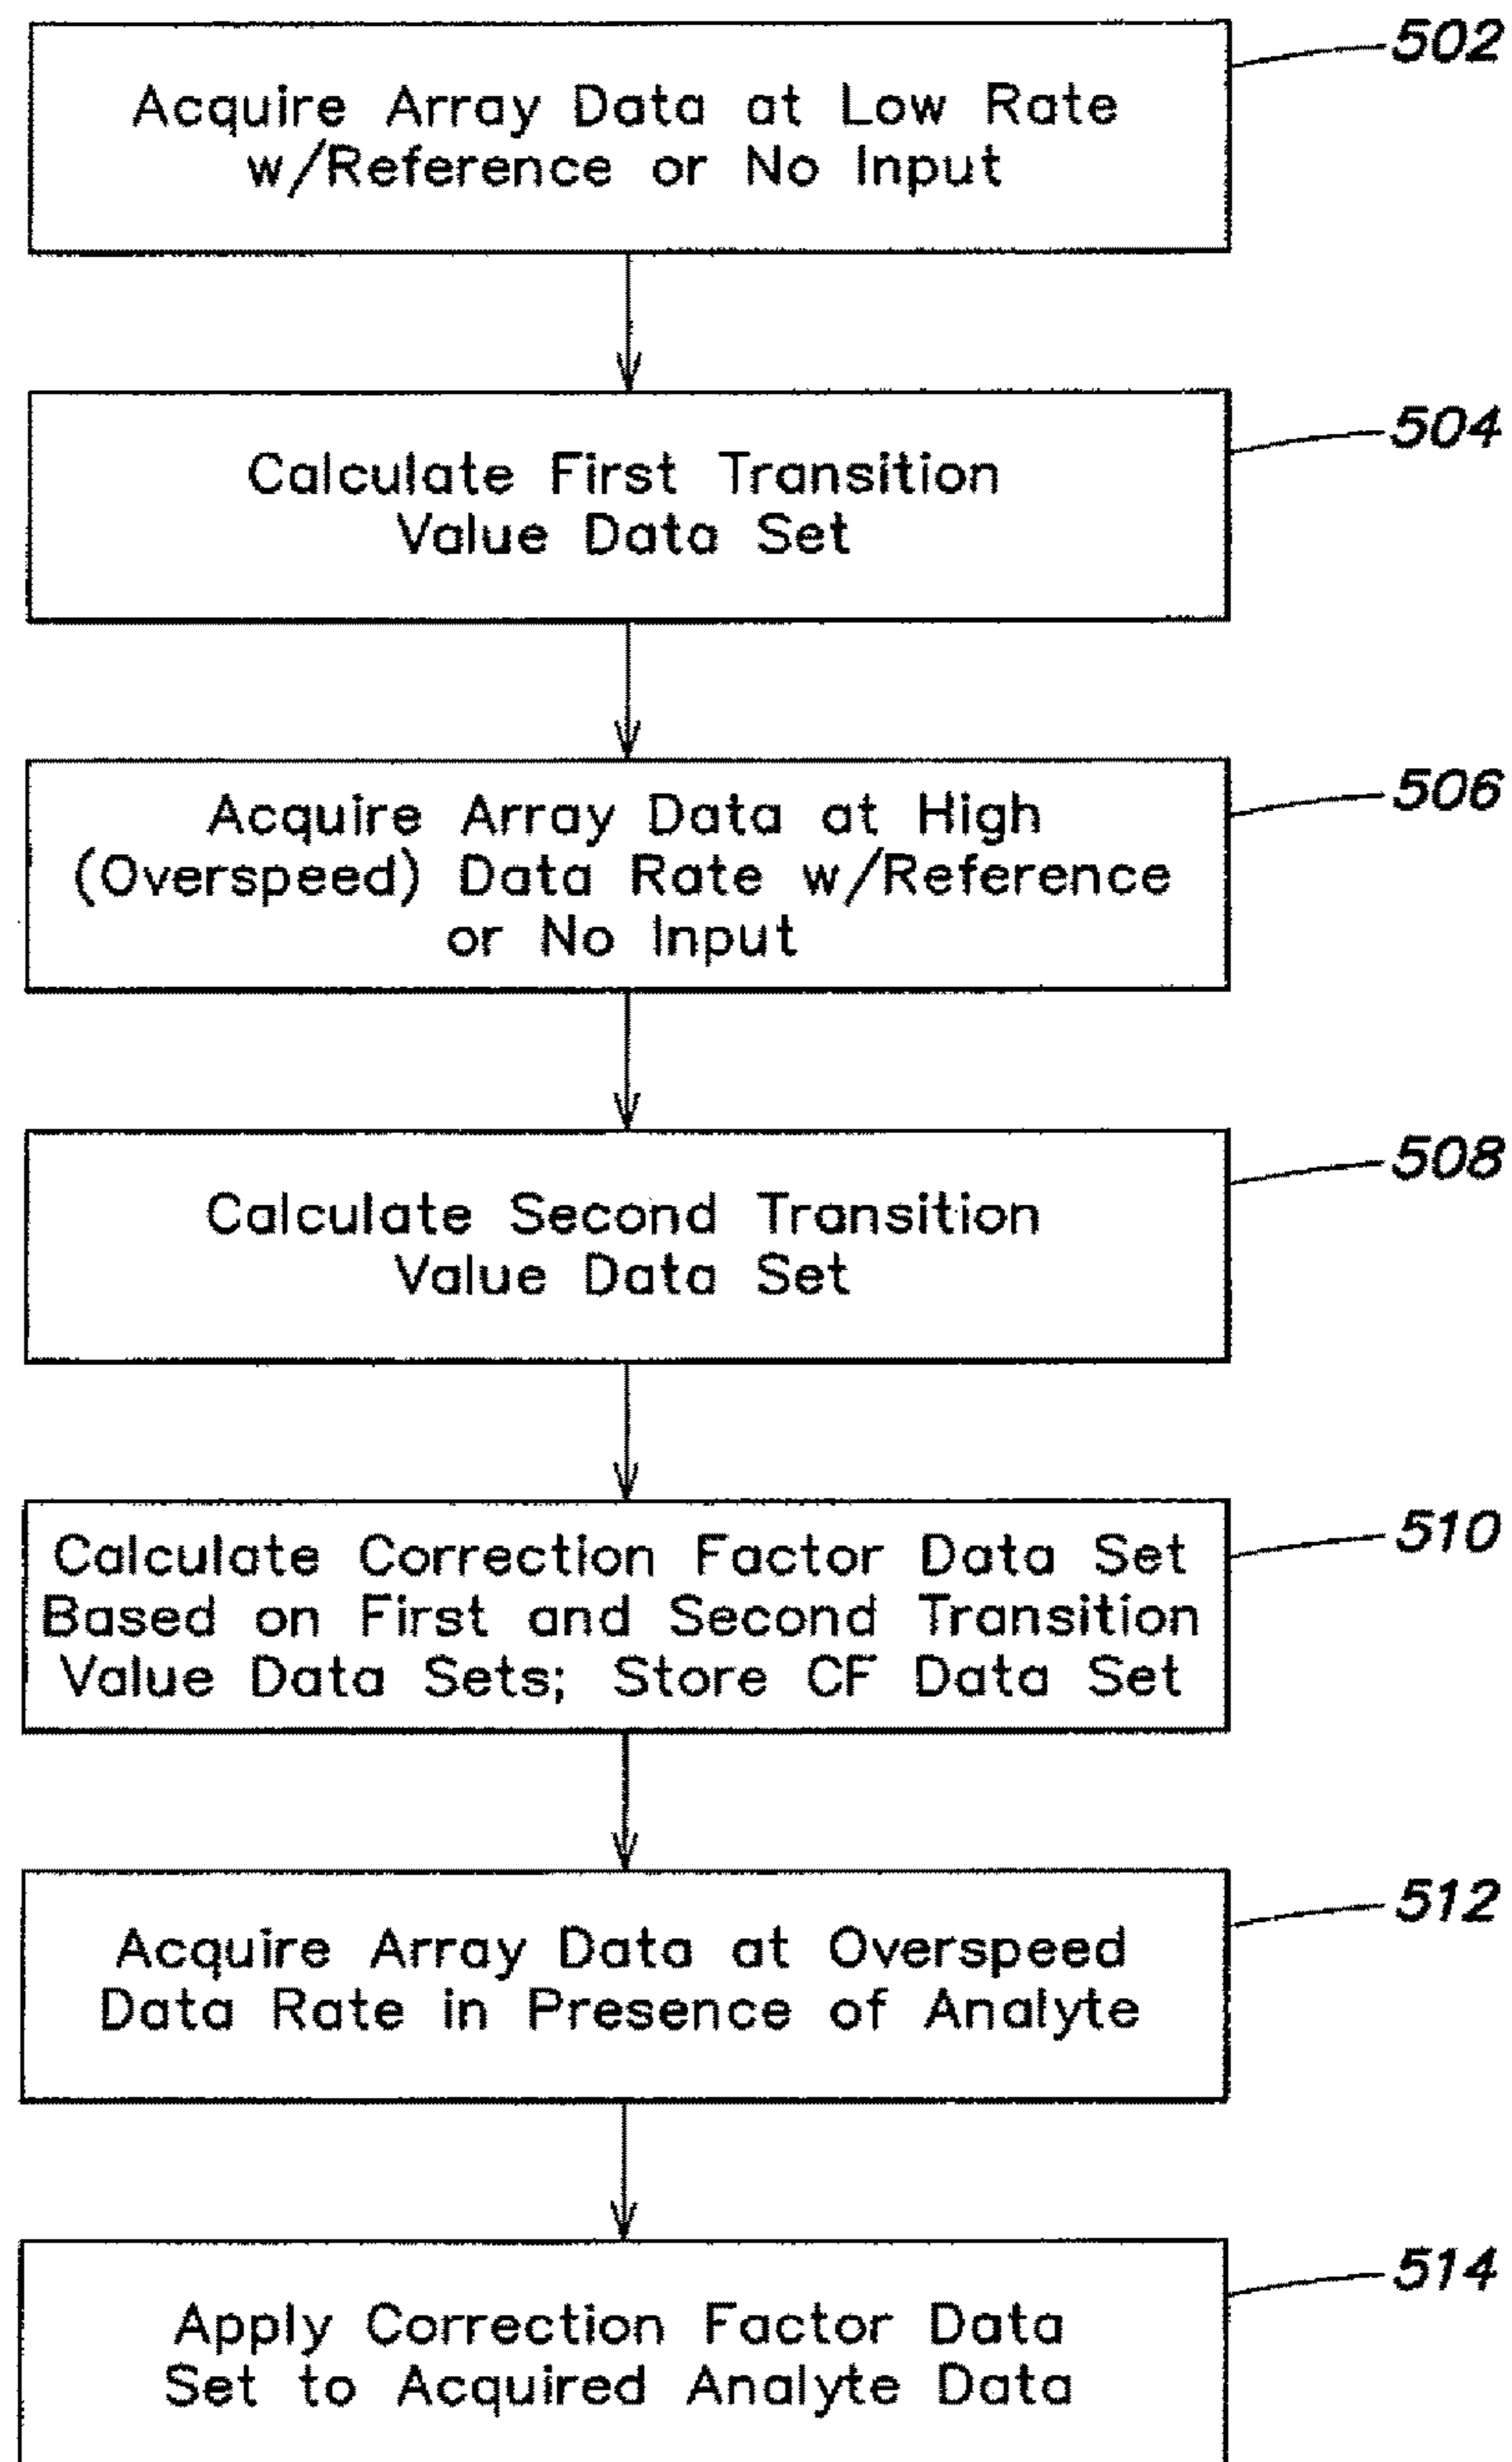 502
Acquire Array Data at Low Rate
w/Reference or No Input
504
Calculate First Transition
Value Data Set
506
Acquire Array Data at High
(Overspeed) Data Rate w/Reference
or No Input
508
Calculate Second Transition
Value Data Set
510
Calculate Correction Factor Data Set
Based on First and Second Transition
Value Data Sets; Store CF Data Set
512
Acquire Array Data at Overspeed
Data Rate in Presence of Analyte
514
Apply Correction Factor Data
Set to Acquired Analyte Data